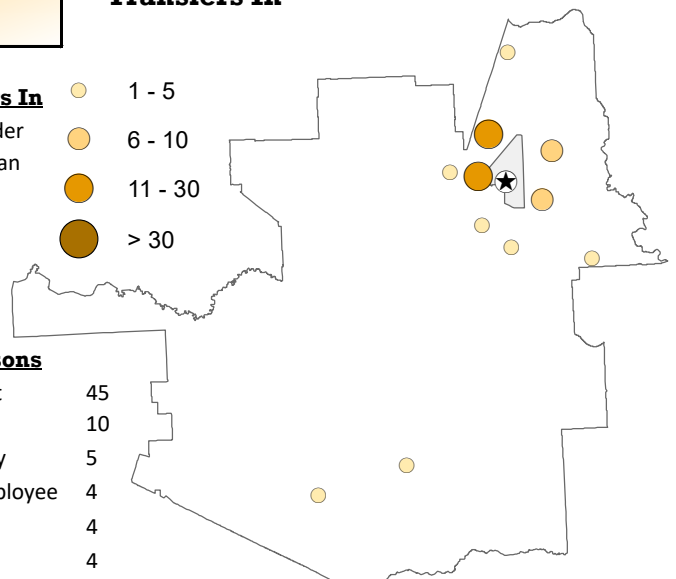 Transfers In
s In
1 - 5
der
6 - 10
an
11 - 30
> 30
sons
t 45
10
y 5
ployee 4
4
4